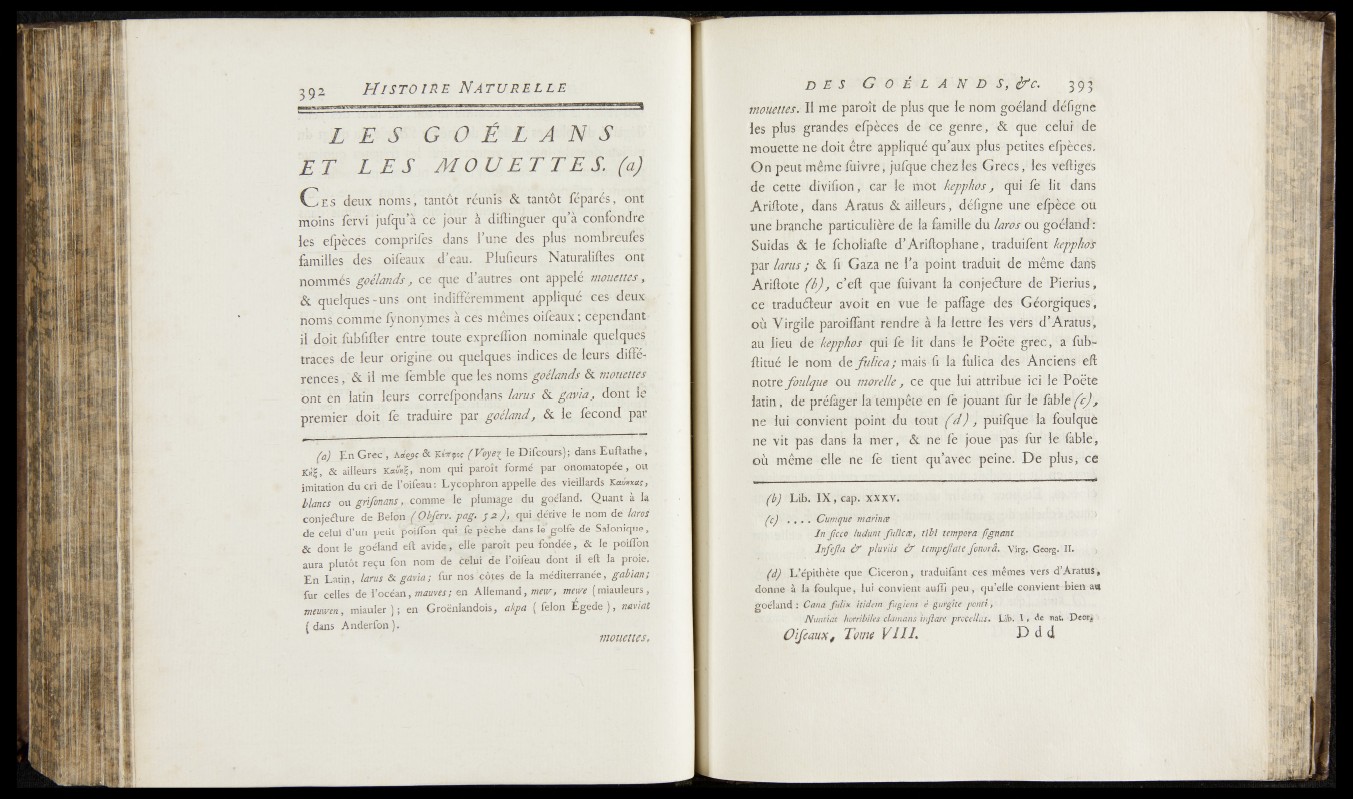 392 HISTOIRE NATURELLE
LES GOÉLANS
ET LES MOUETTES. (a)
CES deux noms, tantôt réunis & tantôt ſéparés, ont
moins ſervi juſqu'à ce jour à diſtinguer qu'à confondre
les eſpèces compriſes dans l'une des plus nombreuſes
familles des oiſeaux d'eau. Pluſieurs Naturaliſtes ont
nommés goélands, ce que d'autres ont appelé mouettes,
& quelques-uns ont indifféremment appliqué ces deux
noms comme ſynonymes à ces mêmes oiſeaux; cependant
il doit ſubſiſter entre toute expreſſion nominale quelques
traces de leur origine ou quelques indices de leurs diffé-
rences, & il me ſemble que les noms goélands & mouettes
ont en latin leurs correſpondans larus & gavia, dont le
premier doit ſe traduire par goéland, & le ſecond par
(a) En Grec, Λάρος & Κέπφος (Voyez le Diſcours); dans Euſtathe,
Κήξ, & ailleurs Καύηξ, nom qui paroît formé par onomatopée, ou
imitation du cri de l'oiſeau: Lycophron appelle des vieillards Καύηκας,
blancs ou griſonans, comme le plumage du goéland. Quant à la
conjecture de Belon (Obſerv. pag. 52), qui dérive le nom de laros
de celui d'un petit poiſſon qui ſe pêche dans le golfe de Salonique,
& dont le goéland eſt avide, elle paroît peu fondée, & le poiſſon
aura plutôt reçu ſon nom de celui de l'oiſeau dont il eſt la proie.
En Latin, larus & gavia; ſur nos côtes de la méditerranée, gabian;
ſur celles de l'océan, mauves; en Allemand, mew, mewe (miauleurs,
meuwen, miauler); en Groënlandois, akpa (ſelon Égede), naviat
(dans Anderſon).
mouettes.
DES GOÉLANDS, &c. 393
mouettes. Il me paroît de plus que le nom goéland déſigne
les plus grandes eſpèces de ce genre, & que celui de
mouette ne doit être appliqué qu'aux plus petites eſpèces.
On peut même ſuivre, juſque chez les Grecs, les veſtiges
de cette diviſion, car le mot kepphos, qui ſe lit dans
Ariſtote, dans Aratus & ailleurs, déſigne une eſpèce ou
une branche particulière de la famille du laros ou goéland:
Suidas & le ſcholiaſte d'Ariſtophane, traduiſent kepphos
par larus; & ſi Gaza ne l'a point traduit de même dans
Ariſtote (b), c'eſt que ſuivant la conjecture de Pierius,
ce traducteur avoit en vue le paſſage des Géorgiques,
où Virgile paroiſſant rendre à la lettre les vers d'Aratus,
au lieu de kepphos qui ſe lit dans le Poëte grec, a ſub-
ſtitué le nom de fulica; mais ſi la fulica des Anciens eſt
notre foulque ou morelle, ce que lui attribue ici le Poëte
latin, de préſager la tempête en ſe jouant ſur le ſable (c),
ne lui convient point du tout (d), puiſque la foulque
ne vit pas dans la mer, & ne ſe joue pas ſur le ſable,
où même elle ne ſe tient qu'avec peine. De plus, ce
(b) Lib. IX, cap. XXXV.
(c) .... Cumque marinæ
In ſicco ludunt fulicæ, tibi tempora ſignant
Infeſta & pluviis & tempeſtate ſonorâ. Virg. Georg. II.
(d) L'épithète que Ciceron, traduiſant ces mêmes vers d'Aratus,
donne à la foulque, lui convient auſſi peu, qu'elle convient bien au
goéland: Cana fulix itidem fugiens è gurgite ponti,
Nuntiat horribiles clamans inſtare procellas. Lib. I, de nat. Deor.
Oiſeaux, Tome VIII. Ddd